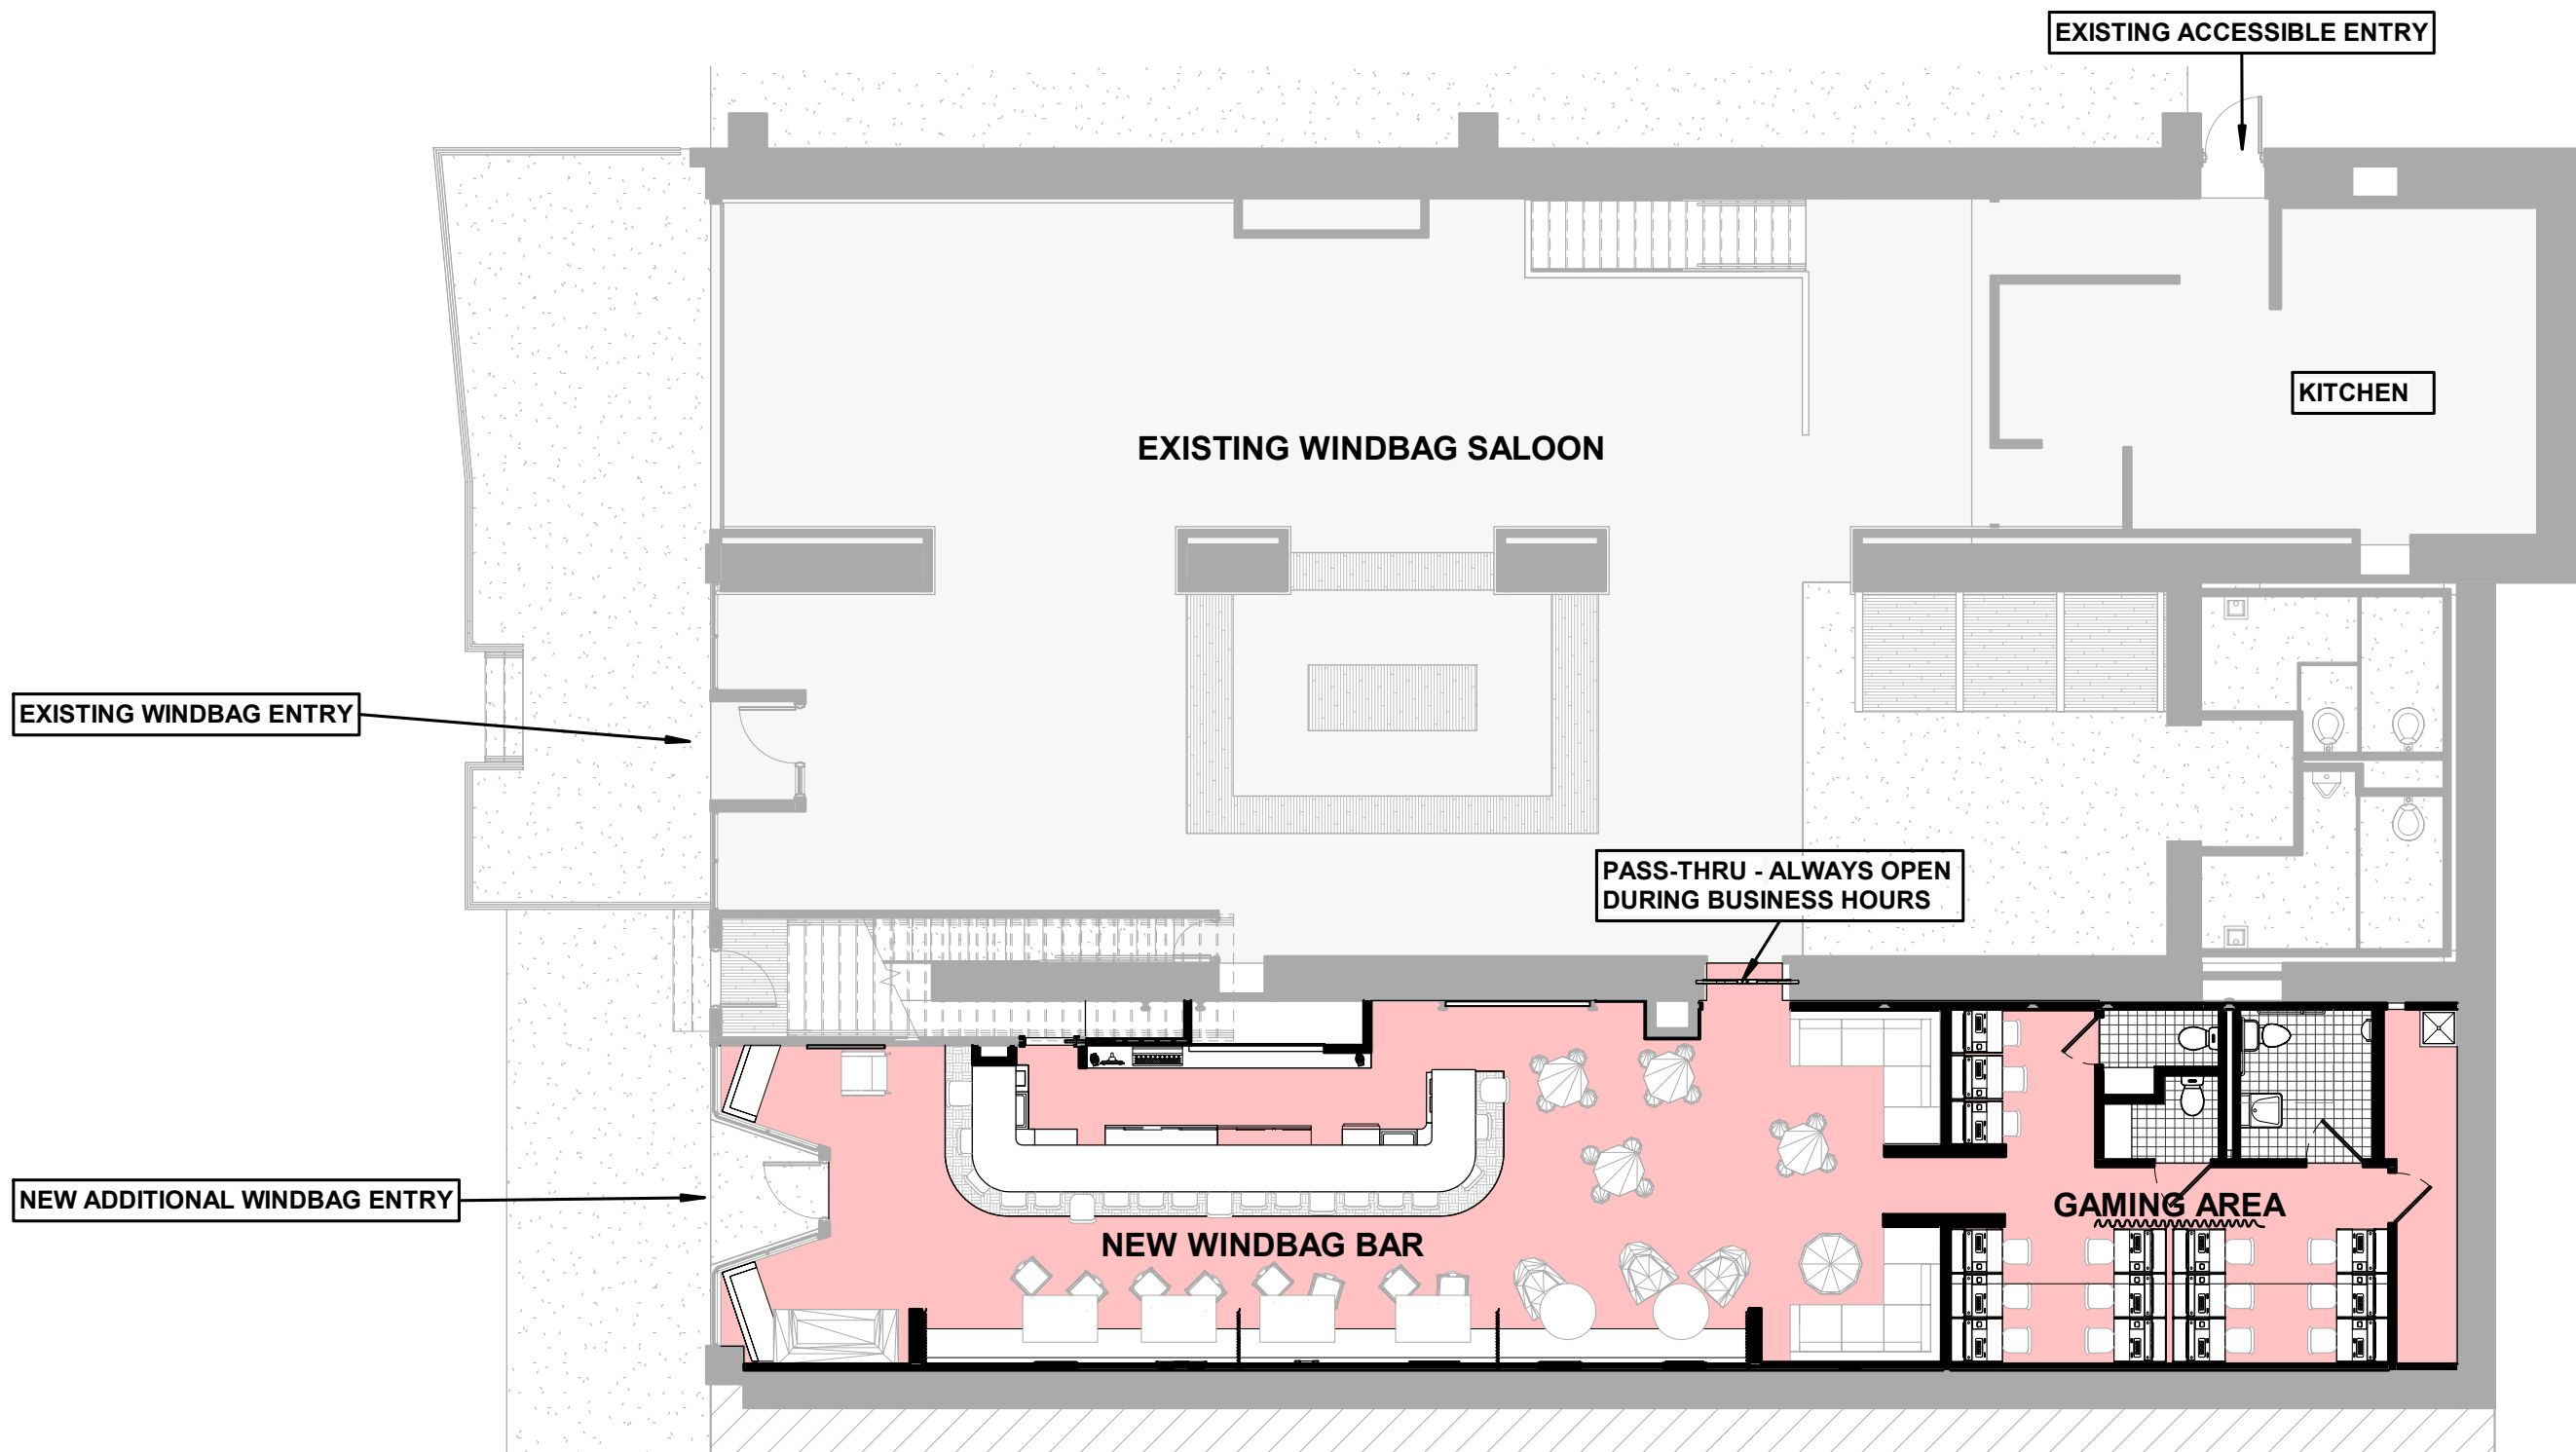 EXISTING ACCESSIBLE ENTRY
KITCHEN
EXISTING WINDBAG SALOON
EXISTING WINDBAG ENTRY
PASS-THRU - ALWAYS OPEN
DURING BUSINESS HOURS
NEW ADDITIONAL WINDBAG ENTRY
GAMING AREA
NEW WINDBAG BAR